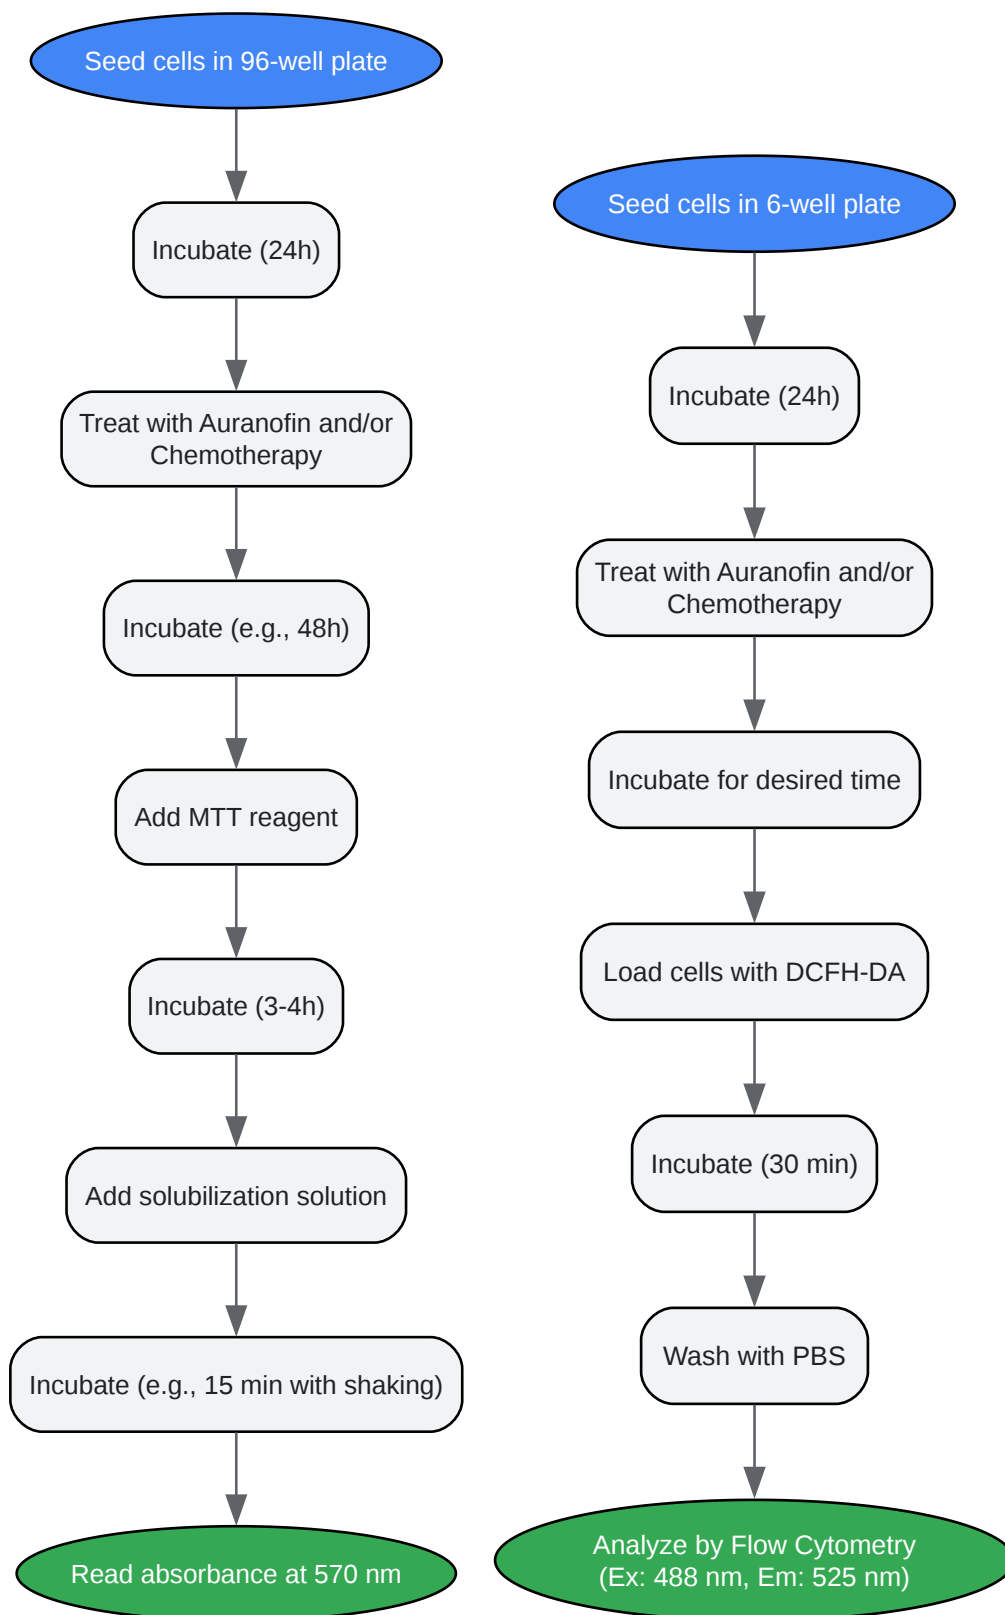 Seed cells in 96-well plate
Incubate (24h)
Treat with Auranofin and/or
Chemotherapy
Incubate (e.g., 48h)
Add MTT reagent
Incubate (3-4h)
Add solubilization solution
Incubate (e.g., 15 min with shaking)
Read absorbance at 570 nm
Seed cells in 6-well plate
Incubate (24h)
Treat with Auranofin and/or
Chemotherapy
Incubate for desired time
Load cells with DCFH-DA
Incubate (30 min)
Wash with PBS
Analyze by Flow Cytometry
(Ex: 488 nm, Em: 525 nm)